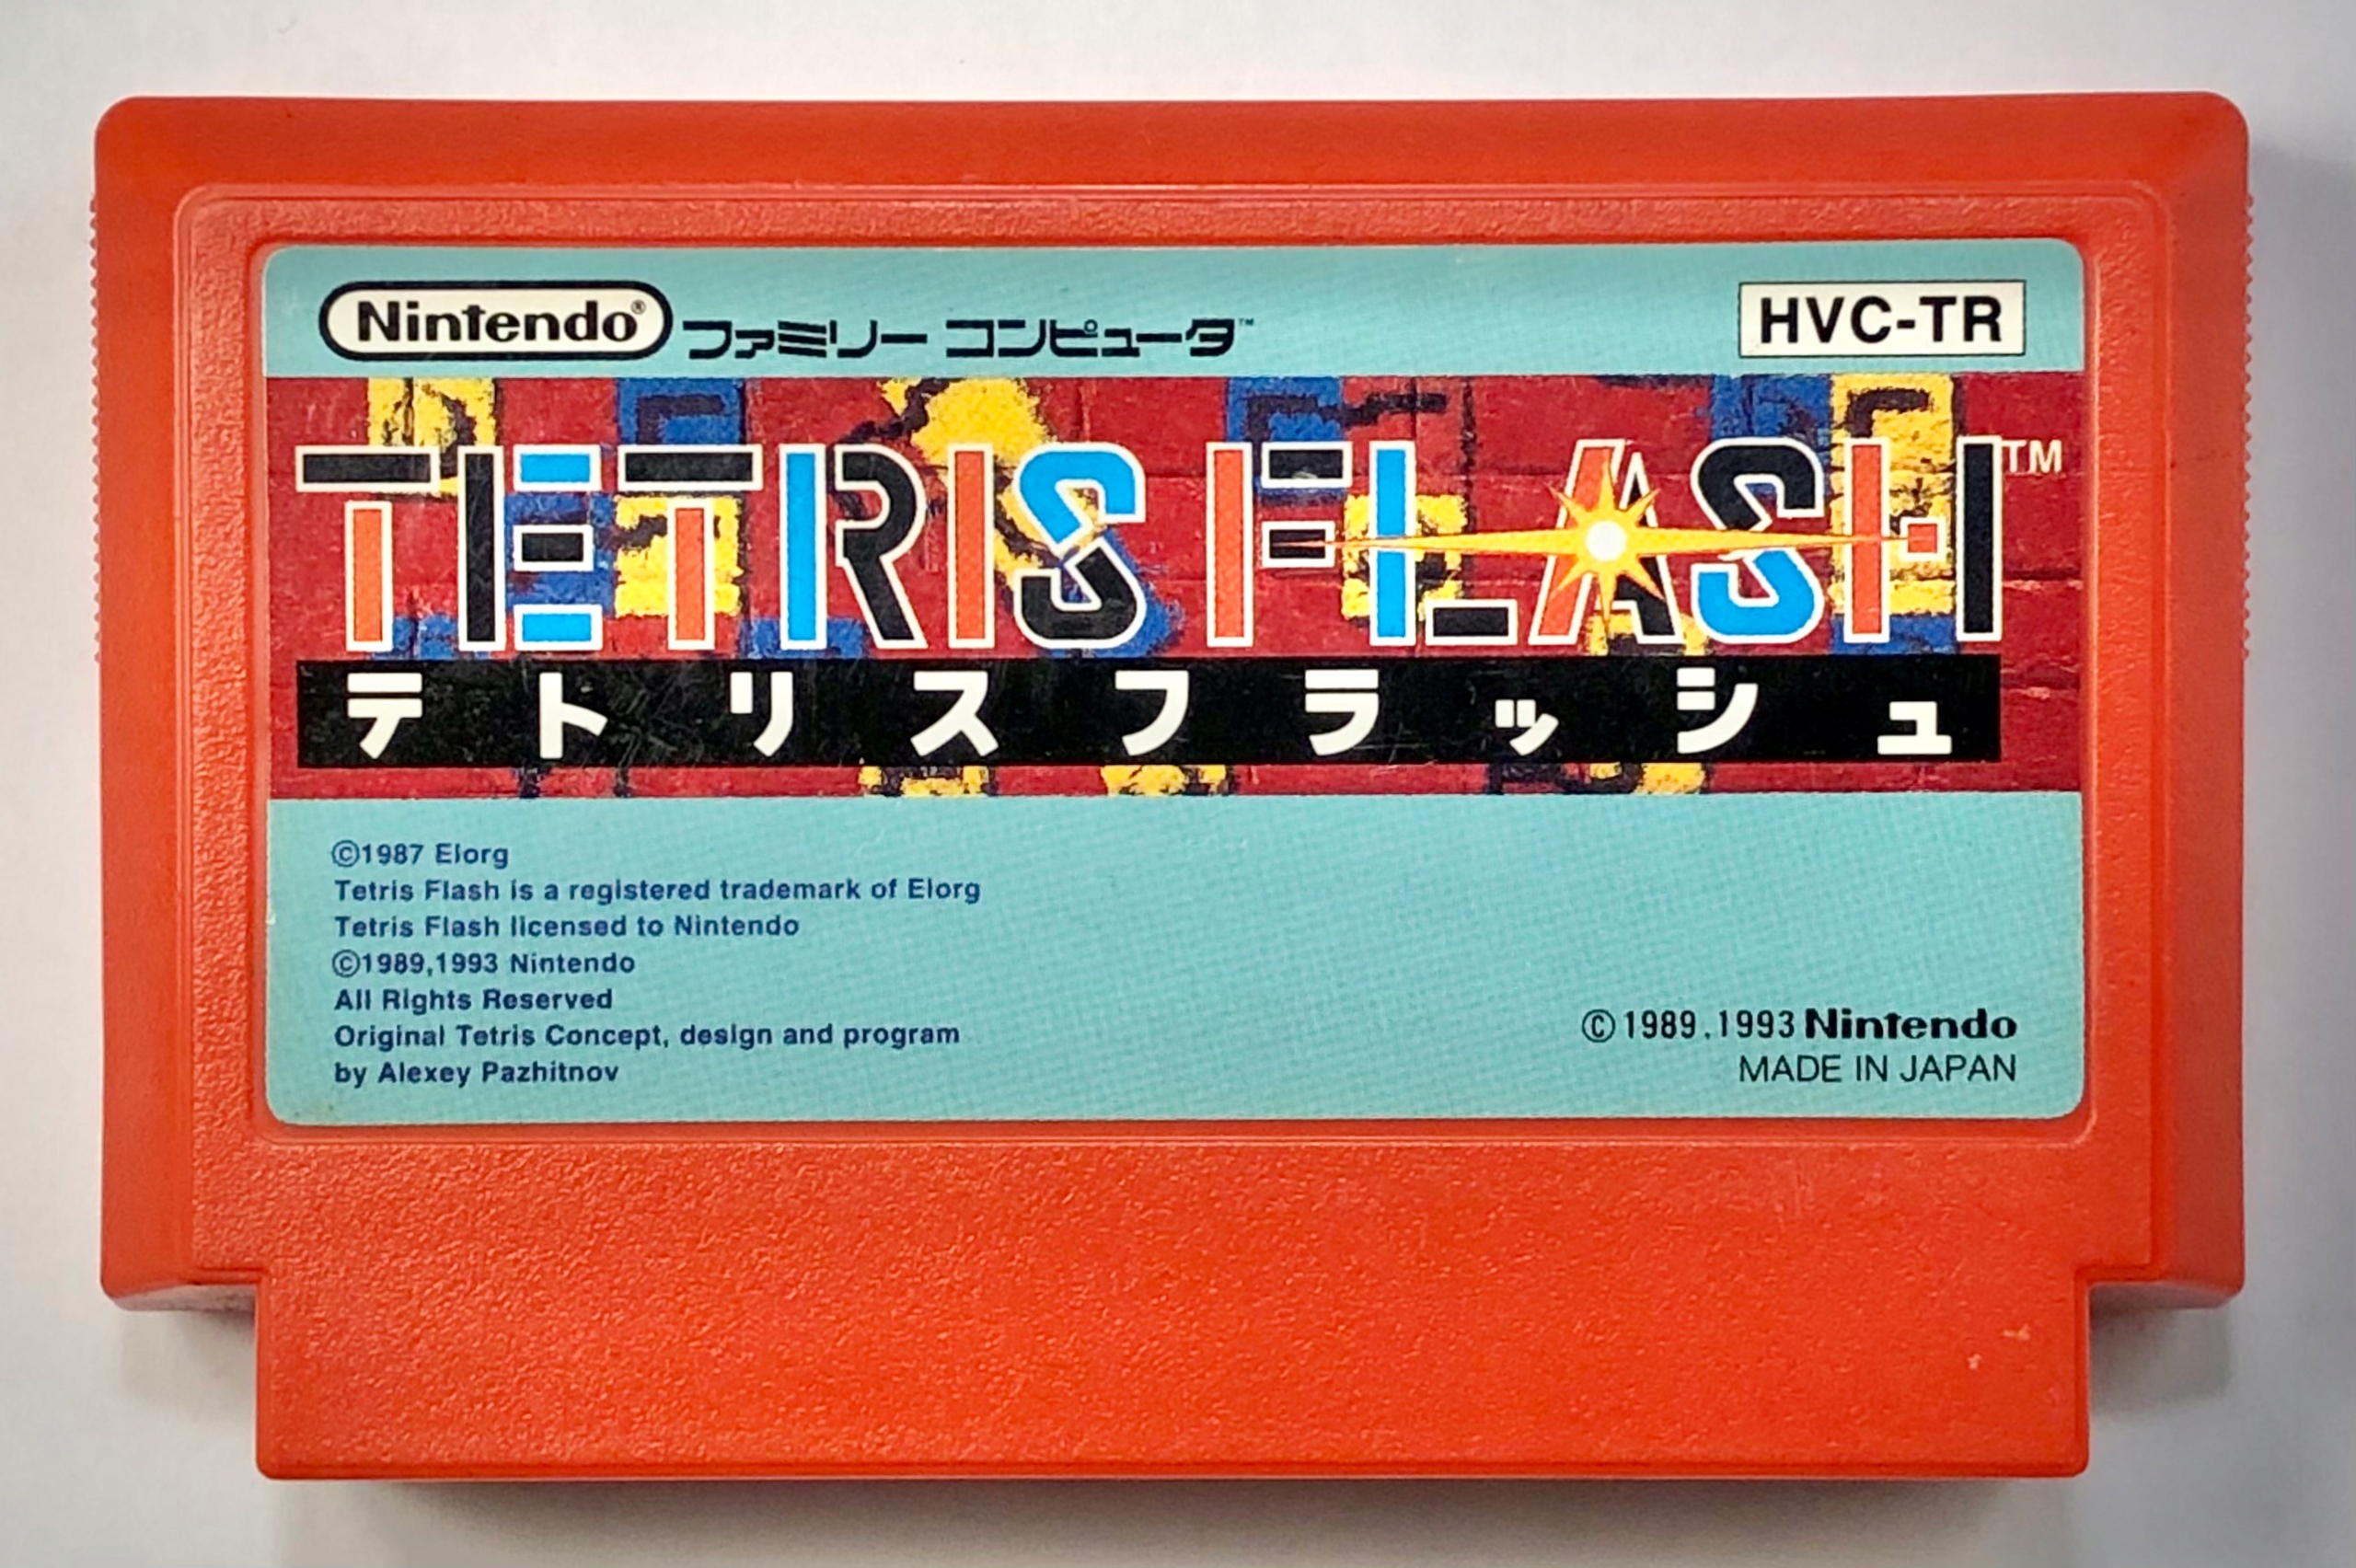 Nintendo® ファミリー コンピュータ™
HVC-TR
TETRIS FLASH™
テトリスフラッシュ
©1987 Elorg
Tetris Flash is a registered trademark of Elorg
Tetris Flash licensed to Nintendo
©1989,1993 Nintendo
All Rights Reserved
Original Tetris Concept, design and program
by Alexey Pazhitnov
©1989,1993 Nintendo
MADE IN JAPAN